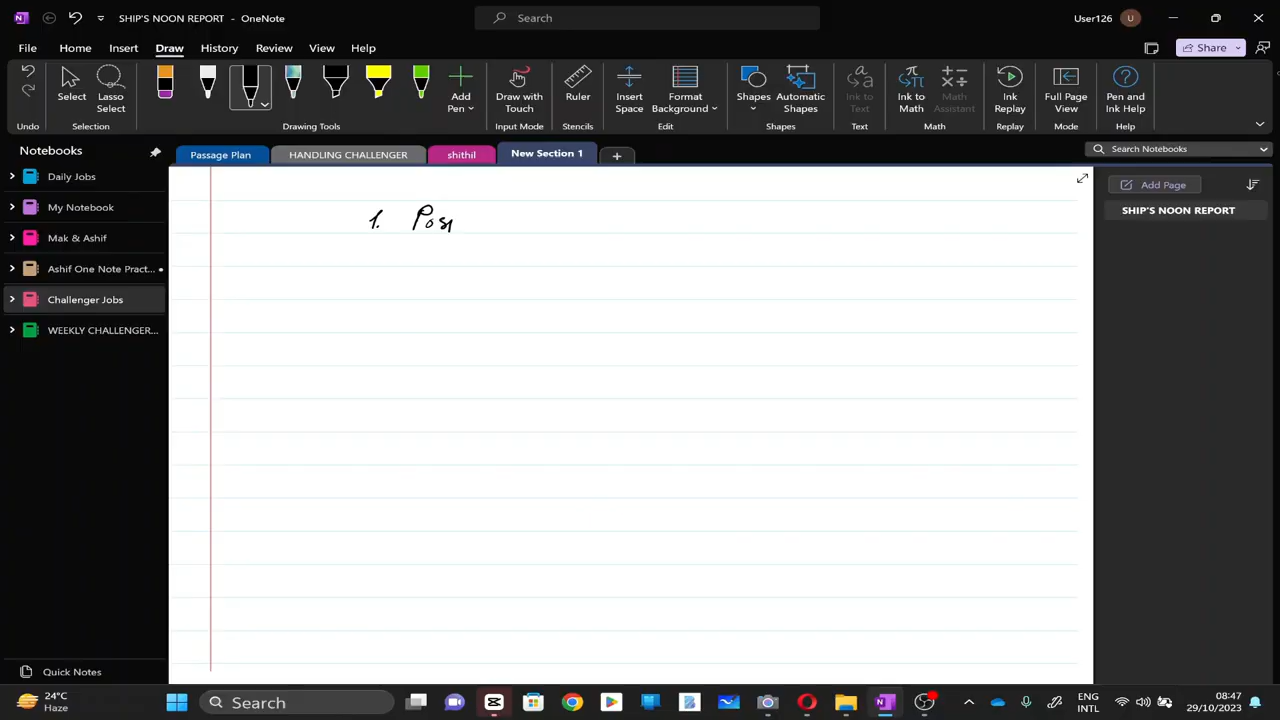 SHIP'S NOON REPORT - OneNote
Search
User126
U
File Home Insert Draw History Review View Help
Share
Select
Lasso Select
Add Pen
Draw with Touch
Ruler
Insert Space
Format Background
Shapes
Automatic Shapes
Ink to Text
Ink to Math
Math Assistant
Ink Replay
Full Page View
Pen and Ink Help
Undo Selection Drawing Tools Input Mode Stencils Edit Shapes Text Math Replay Mode Help
Notebooks
Passage Plan HANDLING CHALLENGER shithil New Section 1
Search Notebooks
Daily Jobs
My Notebook
Mak & Ashif
Ashif One Note Pract...
Challenger Jobs
WEEKLY CHALLENGER...
Quick Notes
1. Posi
Add Page
SHIP'S NOON REPORT
24°C
Haze
Search
ENG
INTL
08:47
29/10/2023